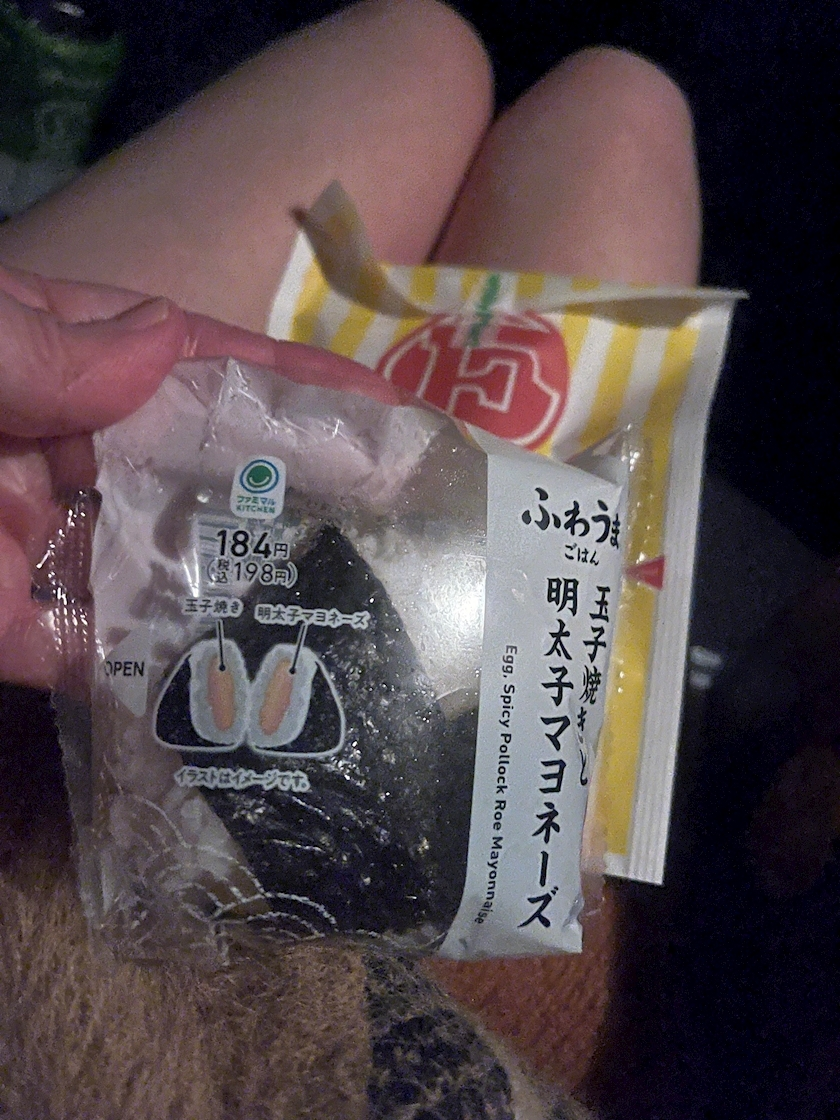 ファミマル
KITCHEN
184円
(税込198円)
玉子焼き
明太子マヨネーズ
OPEN
イラストはイメージです。
ふわうま
ごはん
玉子焼きと
明太子マヨネーズ
Egg, Spicy Pollock Roe Mayonnaise